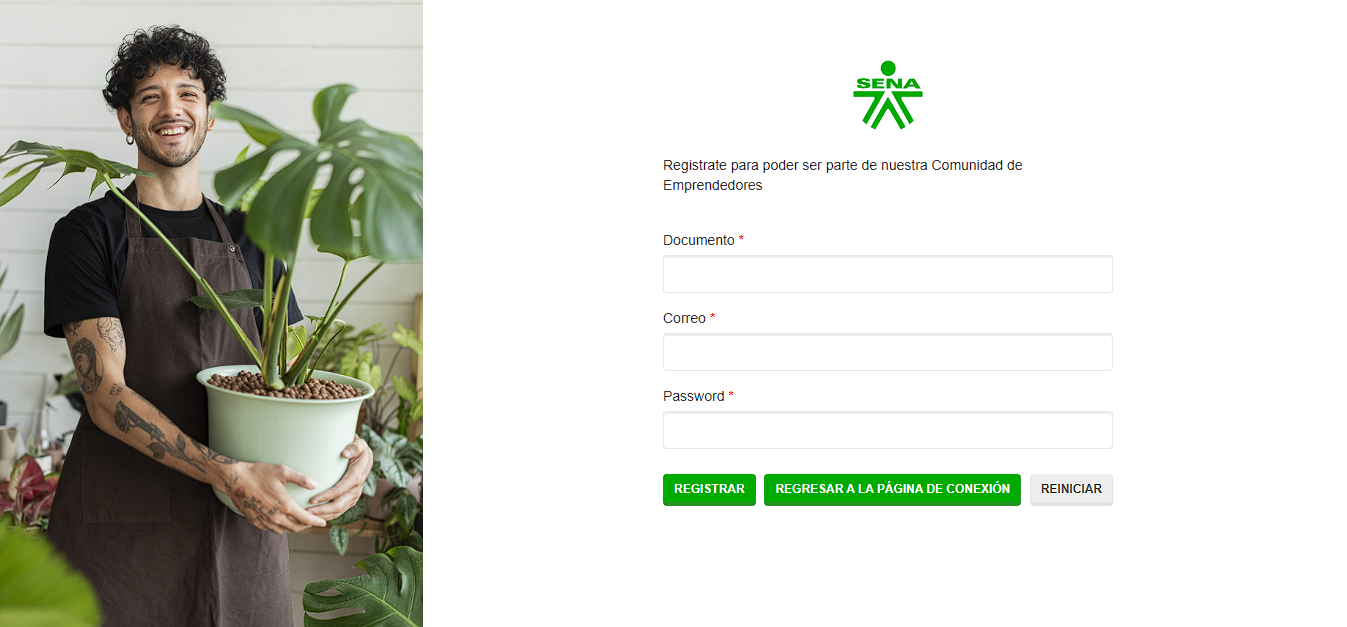 SENA
Registrate para poder ser parte de nuestra Comunidad de
Emprendedores
Documento *
Correo *
Password *
REGISTRAR REGRESAR A LA PÁGINA DE CONEXIÓN REINICIAR